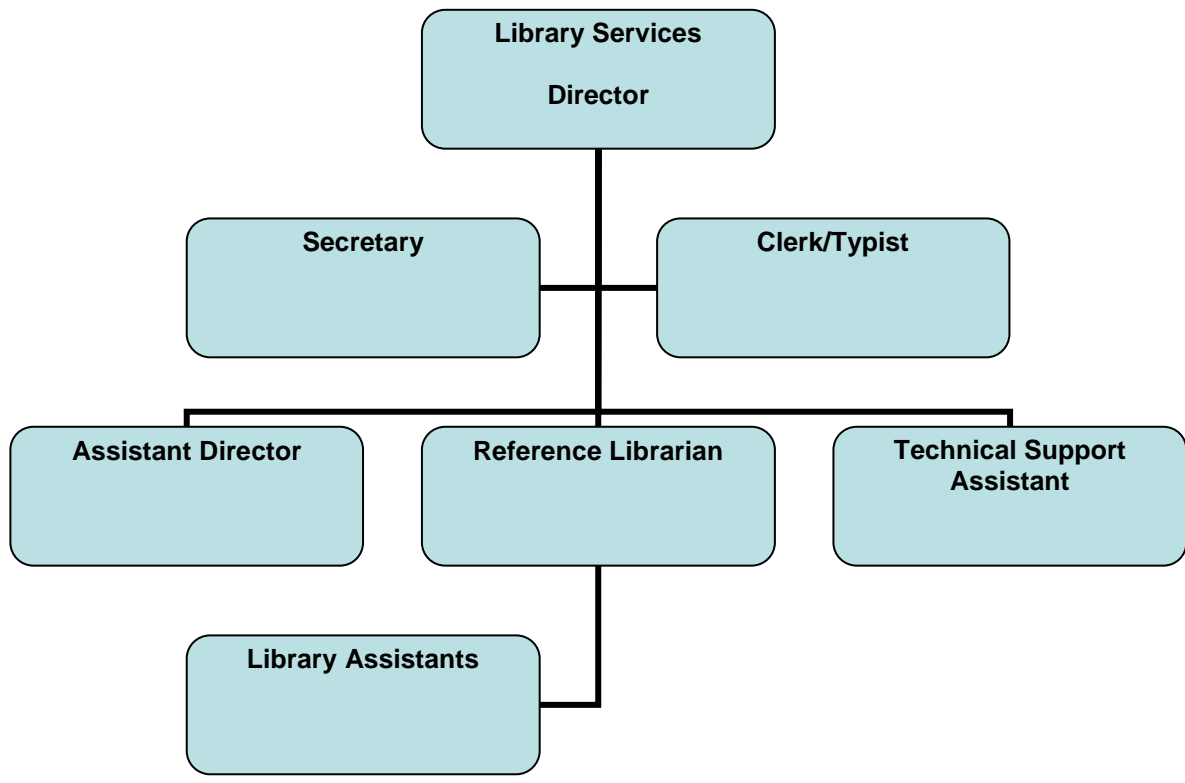 Library Services
Director
Secretary
Clerk/Typist
Assistant Director
Reference Librarian
Technical Support
Assistant
Library Assistants